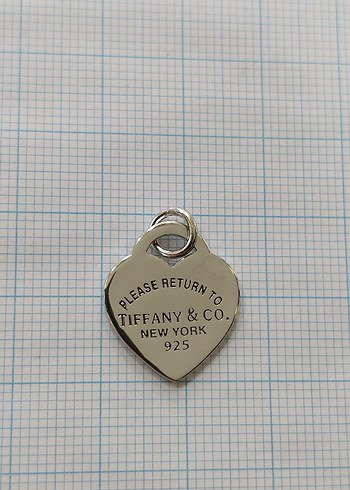 PLEASE RETURN TO
TIFFANY & CO.
NEW YORK
925